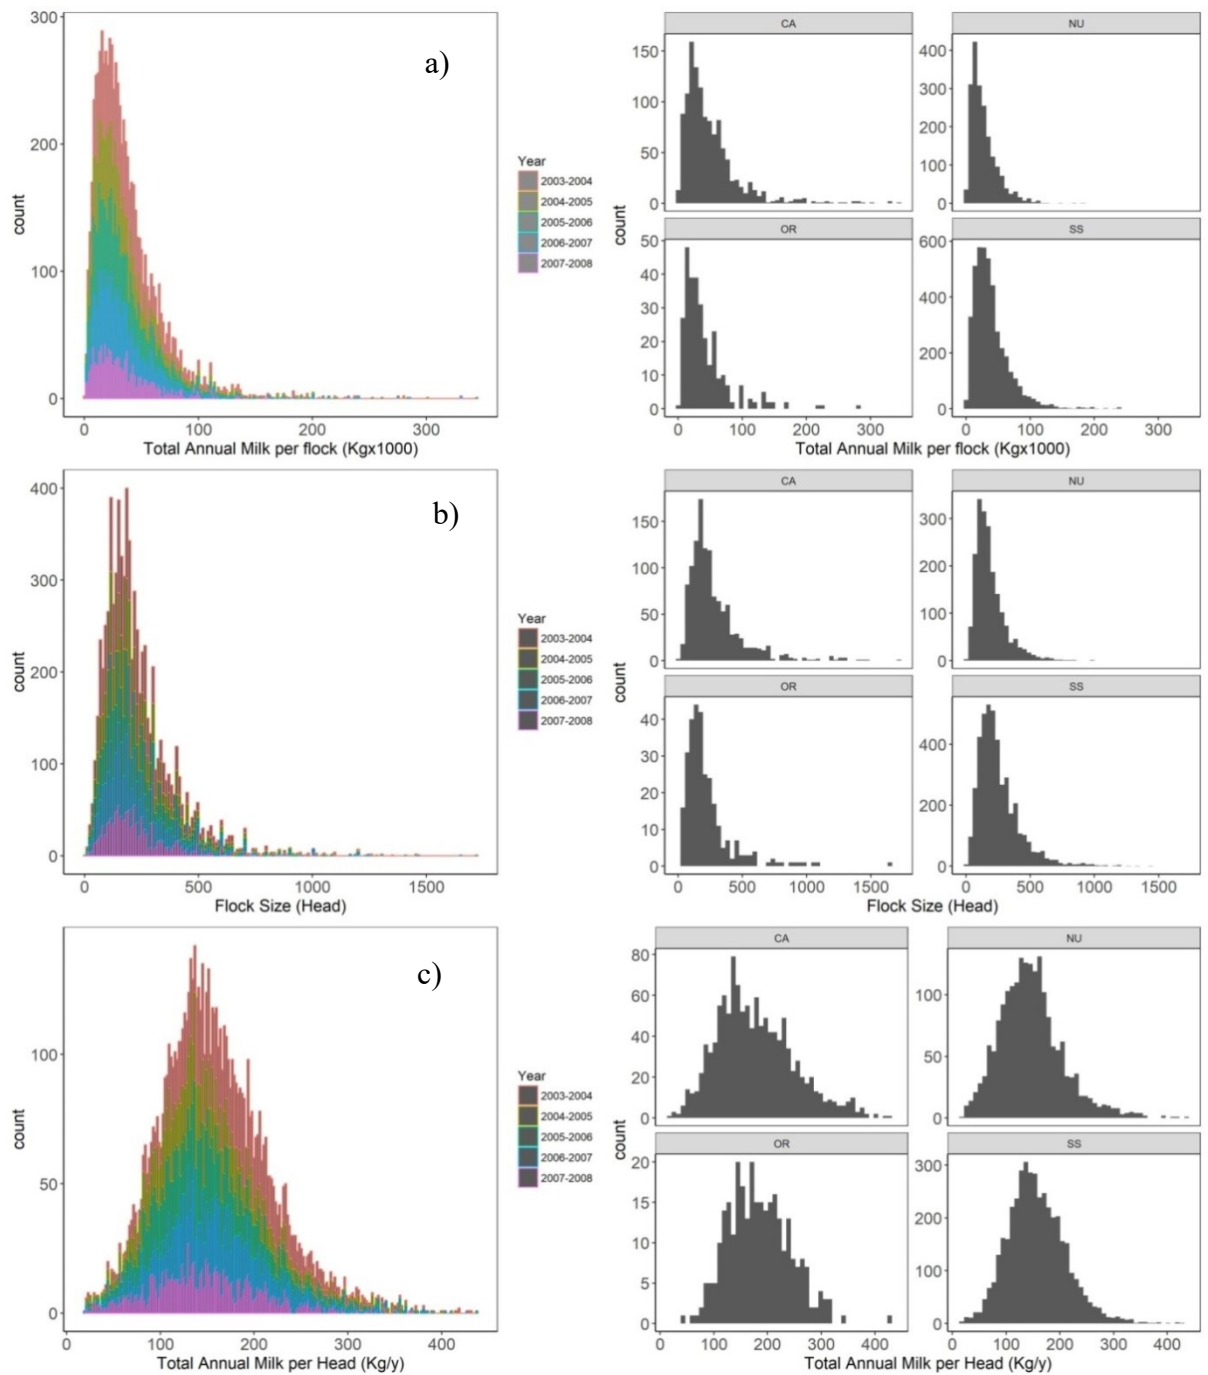 a)
300
200
100
0
count
0 100 200 300
Total Annual Milk per flock (Kgx1000)
Year
2003-2004
2004-2005
2005-2006
2006-2007
2007-2008
CA
150
100
50
0
NU
400
300
200
100
0
count
OR
50
40
30
20
10
0
SS
600
400
200
0
0 100 200 300
0 100 200 300
Total Annual Milk per flock (Kgx1000)
b)
400
300
200
100
0
count
0 500 1000 1500
Flock Size (Head)
Year
2003-2004
2004-2005
2005-2006
2006-2007
2007-2008
CA
150
100
50
0
NU
300
200
100
0
count
OR
40
30
20
10
0
SS
400
200
0
0 500 1000 1500
0 500 1000 1500
Flock Size (Head)
c)
100
50
0
count
0 100 200 300 400
Total Annual Milk per Head (Kg/y)
Year
2003-2004
2004-2005
2005-2006
2006-2007
2007-2008
CA
80
60
40
20
0
NU
100
50
0
count
OR
20
15
10
5
0
SS
300
200
100
0
0 100 200 300 400
0 100 200 300 400
Total Annual Milk per Head (Kg/y)